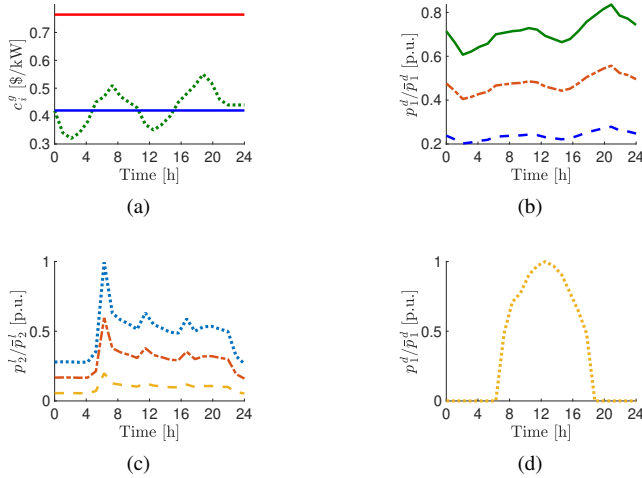 c_i^g [$/kW]
0.7
0.6
0.5
0.4
0.3
0 4 8 12 16 20 24
Time [h]
(a)
p_1^d/p̄_1^d [p.u.]
0.8
0.6
0.4
0.2
0 4 8 12 16 20 24
Time [h]
(b)
p_2^l/p̄_2^l [p.u.]
1
0.5
0
0 4 8 12 16 20 24
Time [h]
(c)
p_1^d/p̄_1^d [p.u.]
1
0.5
0
0 4 8 12 16 20 24
Time [h]
(d)